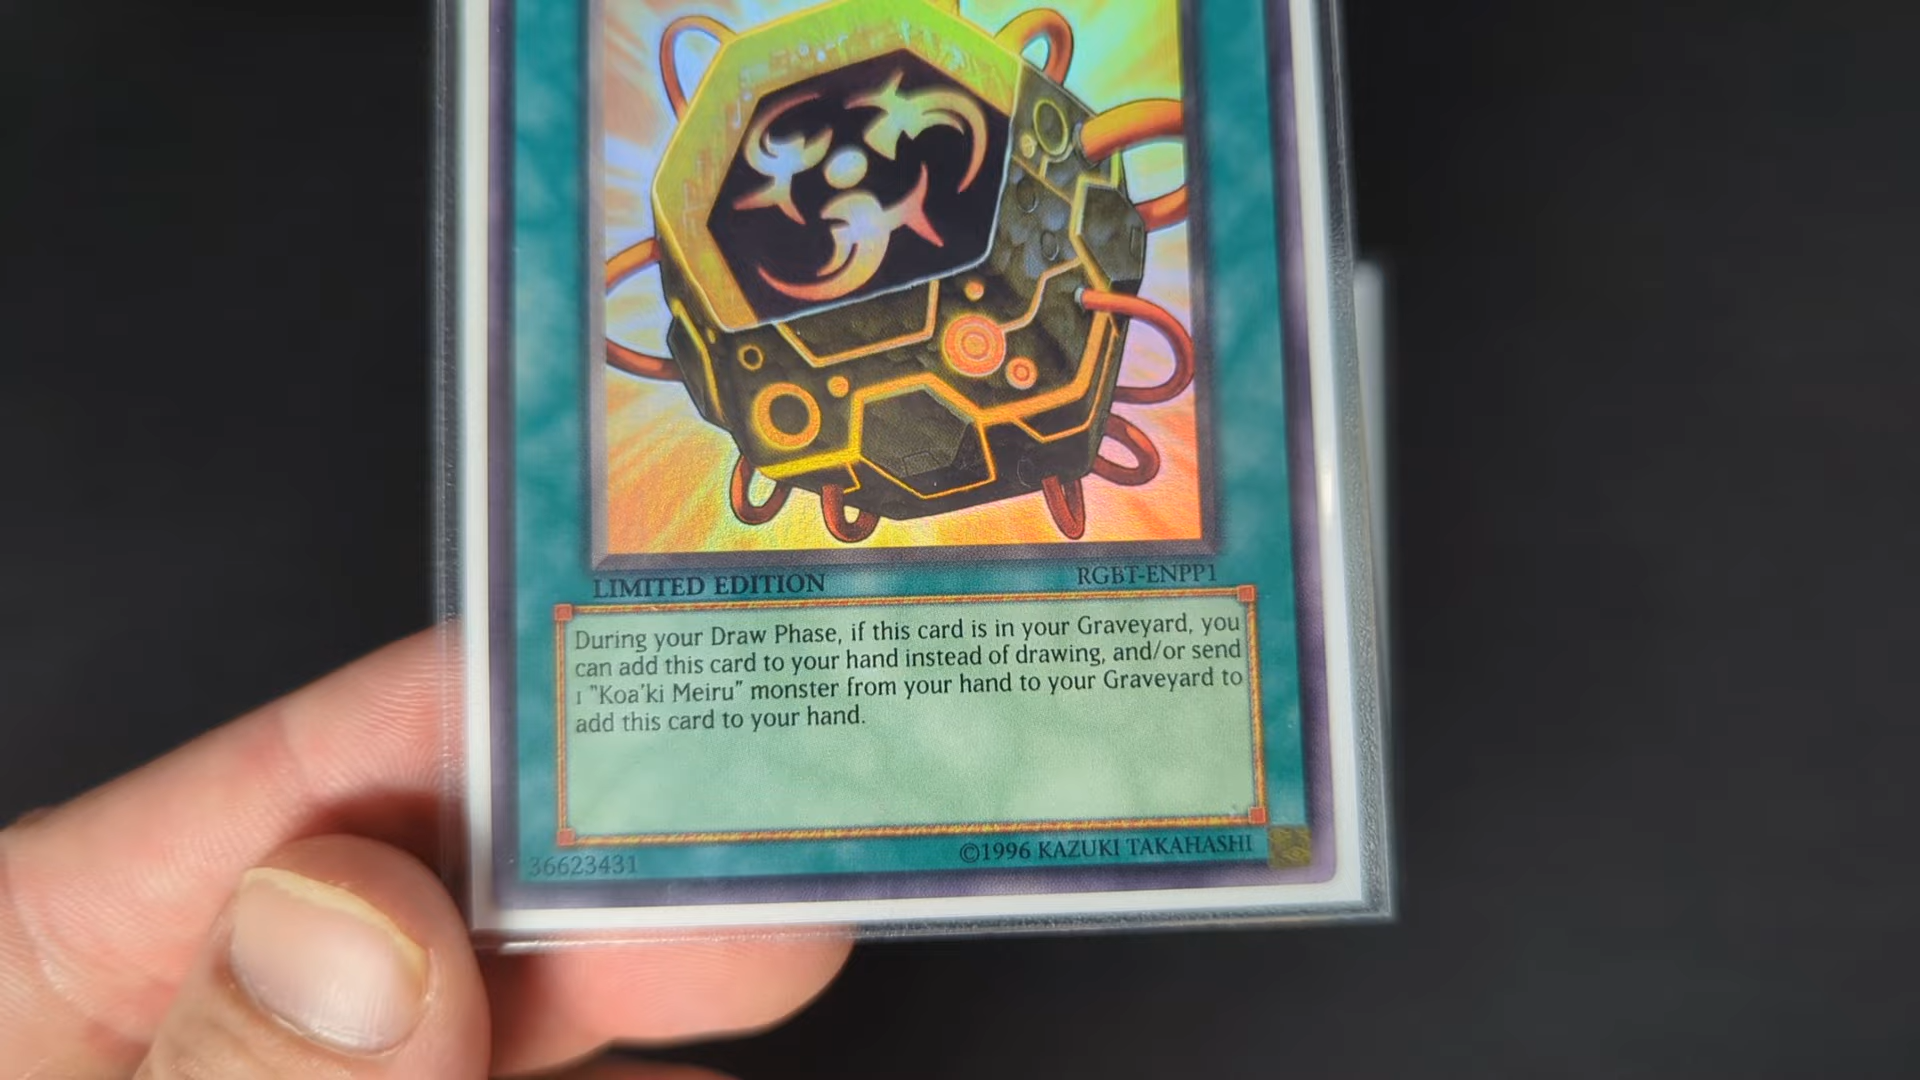 LIMITED EDITION
RGBT-ENPP1
During your Draw Phase, if this card is in your Graveyard, you
can add this card to your hand instead of drawing, and/or send
1 "Koa'ki Meiru" monster from your hand to your Graveyard to
add this card to your hand.
36623431
©1996 KAZUKI TAKAHASHI